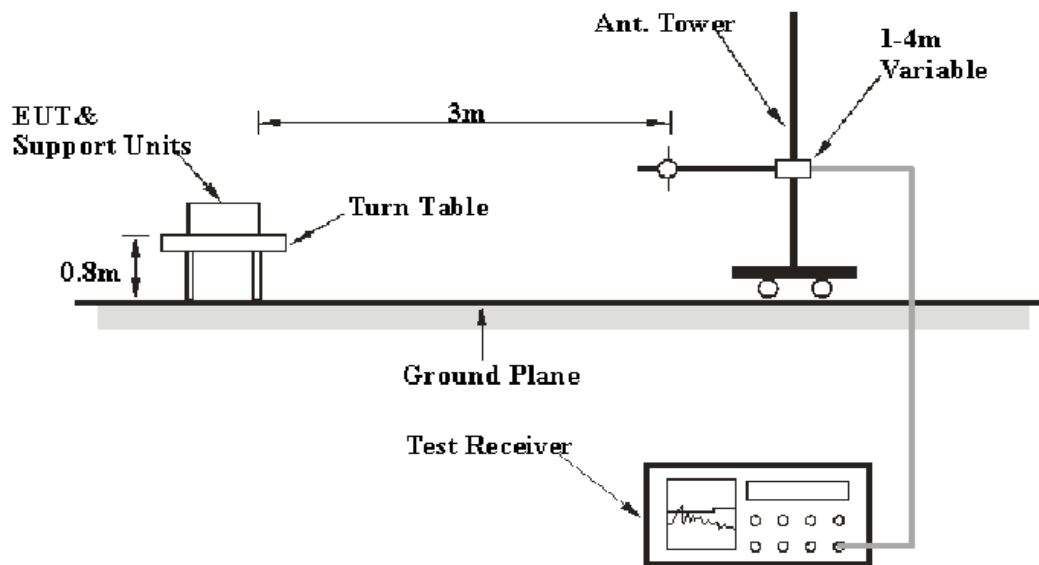 Ant. Tower
1-4m
Variable
3m
EUT&
Support Units
Turn Table
0.8m
Ground Plane
Test Receiver